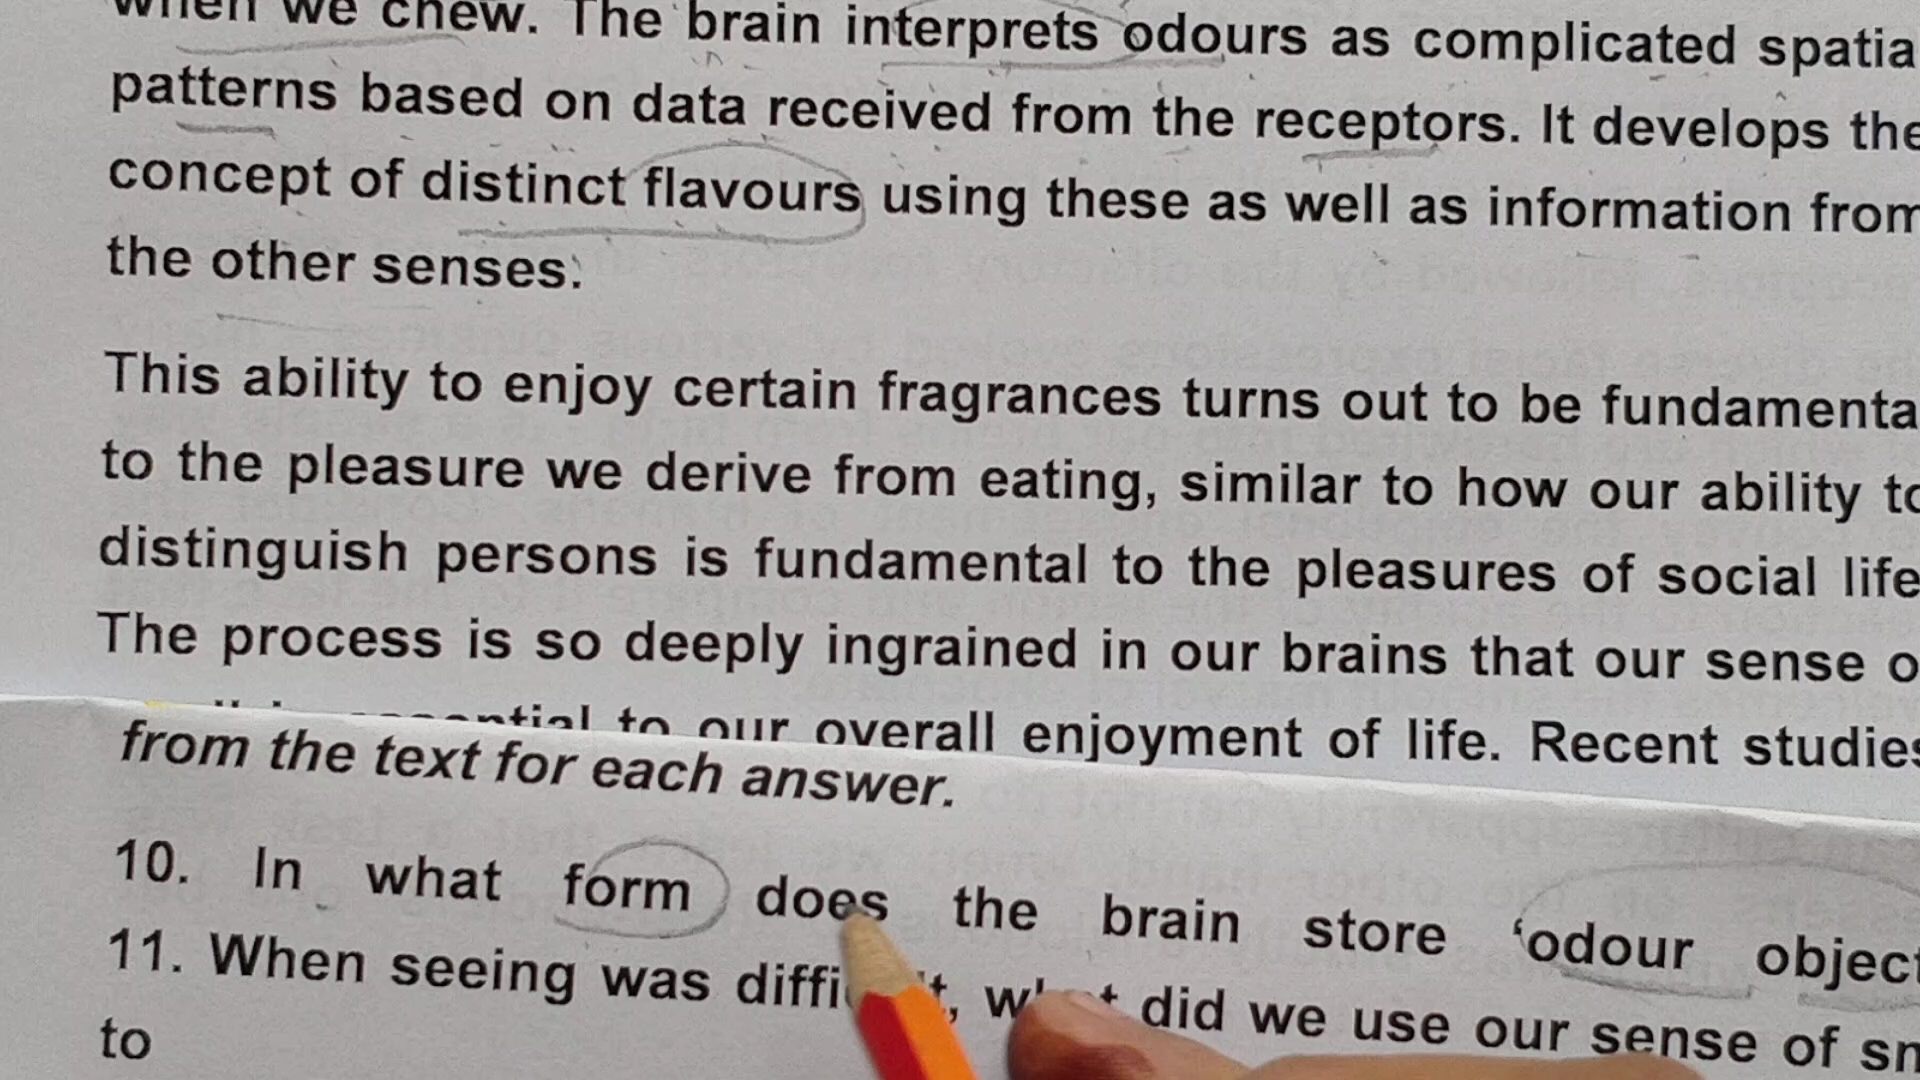 when we chew. The brain interprets odours as complicated spatia
patterns based on data received from the receptors. It develops the
concept of distinct flavours using these as well as information from
the other senses.
This ability to enjoy certain fragrances turns out to be fundamenta
to the pleasure we derive from eating, similar to how our ability to
distinguish persons is fundamental to the pleasures of social life
The process is so deeply ingrained in our brains that our sense o
to our overall enjoyment of life. Recent studies
from the text for each answer.
10. In what form does the brain store ‘odour object
11. When seeing was did we use our sense of sm
to